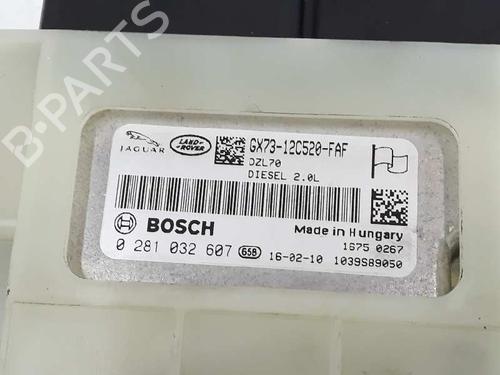 JAGUAR
LAND-
ROVER
GX73-12C520-FAF
DZL70
DIESEL 2.0L
BOSCH
Made in Hungary
1675 0267
0 281 032 607 658 16-02-10 1039S89050
B-PARTS